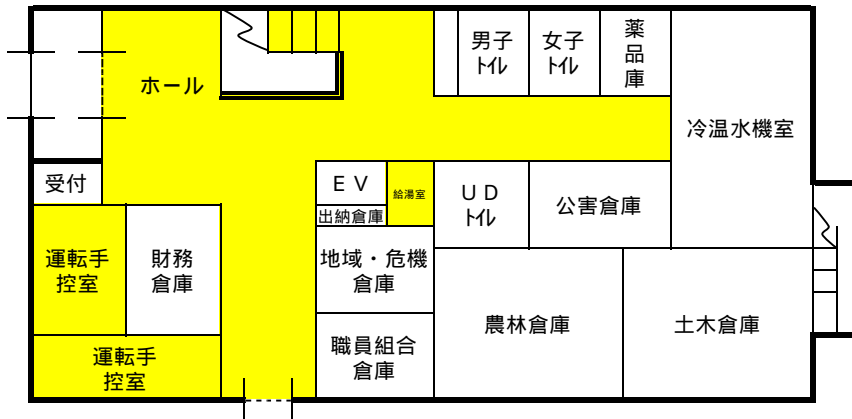 男子
トイレ
女子
トイレ
薬
品
庫
ホール
冷温水機室
受付
ＥＶ
給湯室
出納倉庫
ＵＤ
トイレ
公害倉庫
運転手
控室
財務
倉庫
地域・危機
倉庫
農林倉庫
土木倉庫
運転手
控室
職員組合
倉庫